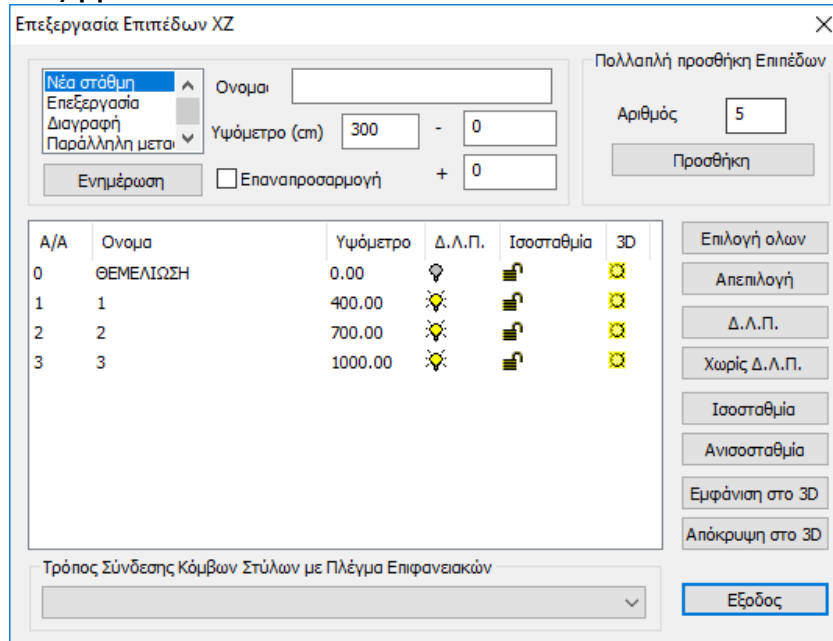 Επεξεργασία Επιπέδων XZ
Νέα στάθμη
Επεξεργασία
Διαγραφή
Παράλληλη μετα
Ονομα
Υψόμετρο (cm) 300 - 0
Ενημέρωση Επαναπροσαρμογή + 0
Πολλαπλή προσθήκη Επιπέδων
Αριθμός 5
Προσθήκη
A/A Ονομα Υψόμετρο Δ.Λ.Π. Ισοσταθμία 3D
0 ΘΕΜΕΛΙΩΣΗ 0.00
1 1 400.00
2 2 700.00
3 3 1000.00
Επιλογή ολων
Απεπιλογή
Δ.Λ.Π.
Χωρίς Δ.Λ.Π.
Ισοσταθμία
Ανισοσταθμία
Εμφάνιση στο 3D
Απόκρυψη στο 3D
Τρόπος Σύνδεσης Κόμβων Στύλων με Πλέγμα Επιφανειακών
Εξοδος